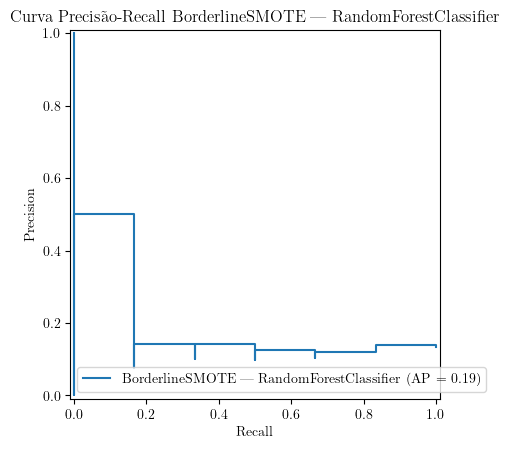 Curva Precisão-Recall BorderlineSMOTE — RandomForestClassifier
1.0
0.8
0.6
0.4
0.2
0.0
Precision
BorderlineSMOTE — RandomForestClassifier (AP = 0.19)
0.0 0.2 0.4 0.6 0.8 1.0
Recall